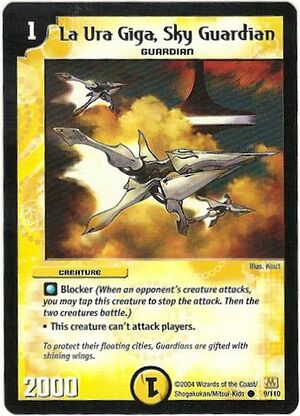 1
La Ura Giga, Sky Guardian
GUARDIAN
Illus. Kou1
CREATURE
Blocker (When an opponent's creature attacks,
you may tap this creature to stop the attack. Then the
two creatures battle.)
• This creature can't attack players.
To protect their floating cities, Guardians are gifted with
shining wings.
2000
1
©2004 Wizards of the Coast/
Shogakukan/Mitsui-Kids
9/110